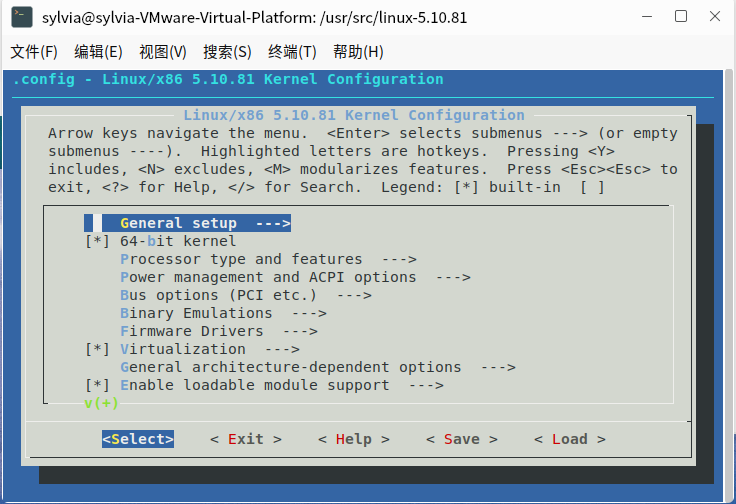 sylvia@sylvia-VMware-Virtual-Platform: /usr/src/linux-5.10.81
文件(F) 编辑(E) 视图(V) 搜索(S) 终端(T) 帮助(H)
.config - Linux/x86 5.10.81 Kernel Configuration
Linux/x86 5.10.81 Kernel Configuration
Arrow keys navigate the menu.  <Enter> selects submenus ---> (or empty
submenus ----).  Highlighted letters are hotkeys.  Pressing <Y>
includes, <N> excludes, <M> modularizes features.  Press <Esc><Esc> to
exit, <?> for Help, </> for Search.  Legend: [*] built-in  [ ]
General setup  --->
[*] 64-bit kernel
Processor type and features  --->
Power management and ACPI options  --->
Bus options (PCI etc.)  --->
Binary Emulations  --->
Firmware Drivers  --->
[*] Virtualization  --->
General architecture-dependent options  --->
[*] Enable loadable module support  --->
v(+)
<Select>    < Exit >    < Help >    < Save >    < Load >